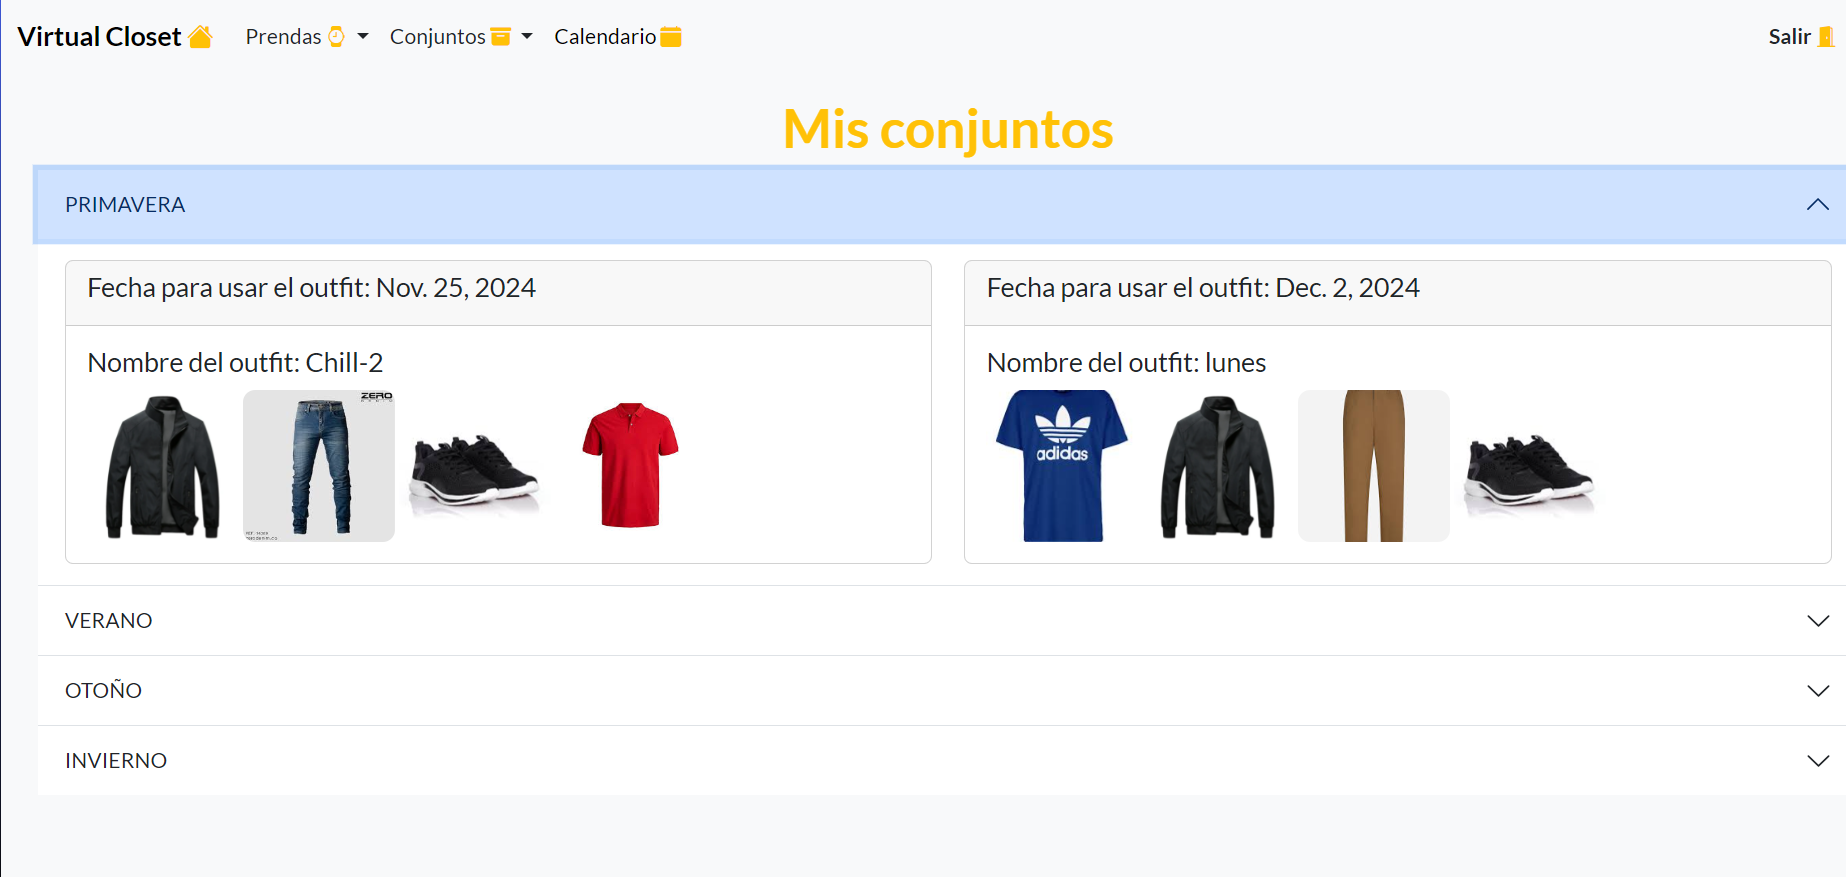 Virtual Closet Prendas Conjuntos Calendario Salir
Mis conjuntos
PRIMAVERA
Fecha para usar el outfit: Nov. 25, 2024
Nombre del outfit: Chill-2
ZERO
Fecha para usar el outfit: Dec. 2, 2024
Nombre del outfit: lunes
adidas
VERANO
OTOÑO
INVIERNO